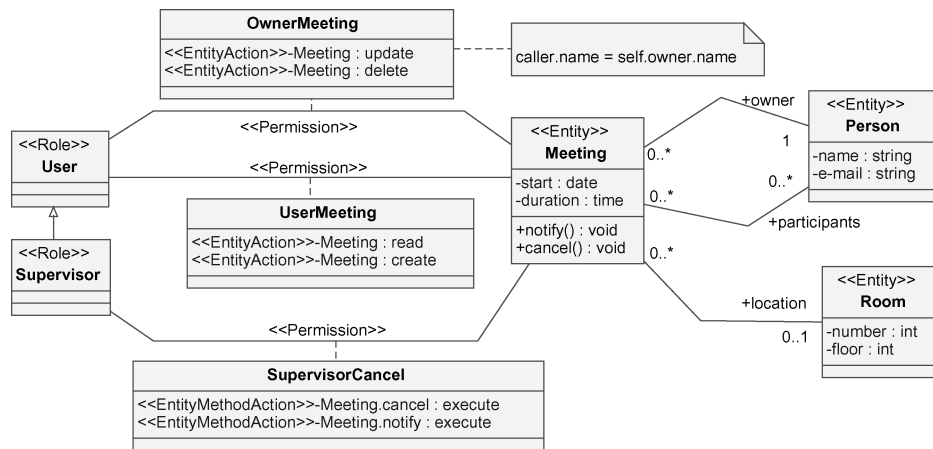 OwnerMeeting
<<EntityAction>>-Meeting : update
<<EntityAction>>-Meeting : delete
caller.name = self.owner.name
<<Permission>>
<<Role>>
User
<<Permission>>
UserMeeting
<<EntityAction>>-Meeting : read
<<EntityAction>>-Meeting : create
<<Role>>
Supervisor
<<Permission>>
SupervisorCancel
<<EntityMethodAction>>-Meeting.cancel : execute
<<EntityMethodAction>>-Meeting.notify : execute
<<Entity>>
Meeting
-start : date
-duration : time
+notify() : void
+cancel() : void
+owner
1
0..*
0..*
0..*
+participants
<<Entity>>
Person
-name : string
-e-mail : string
0..*
+location
0..1
<<Entity>>
Room
-number : int
-floor : int